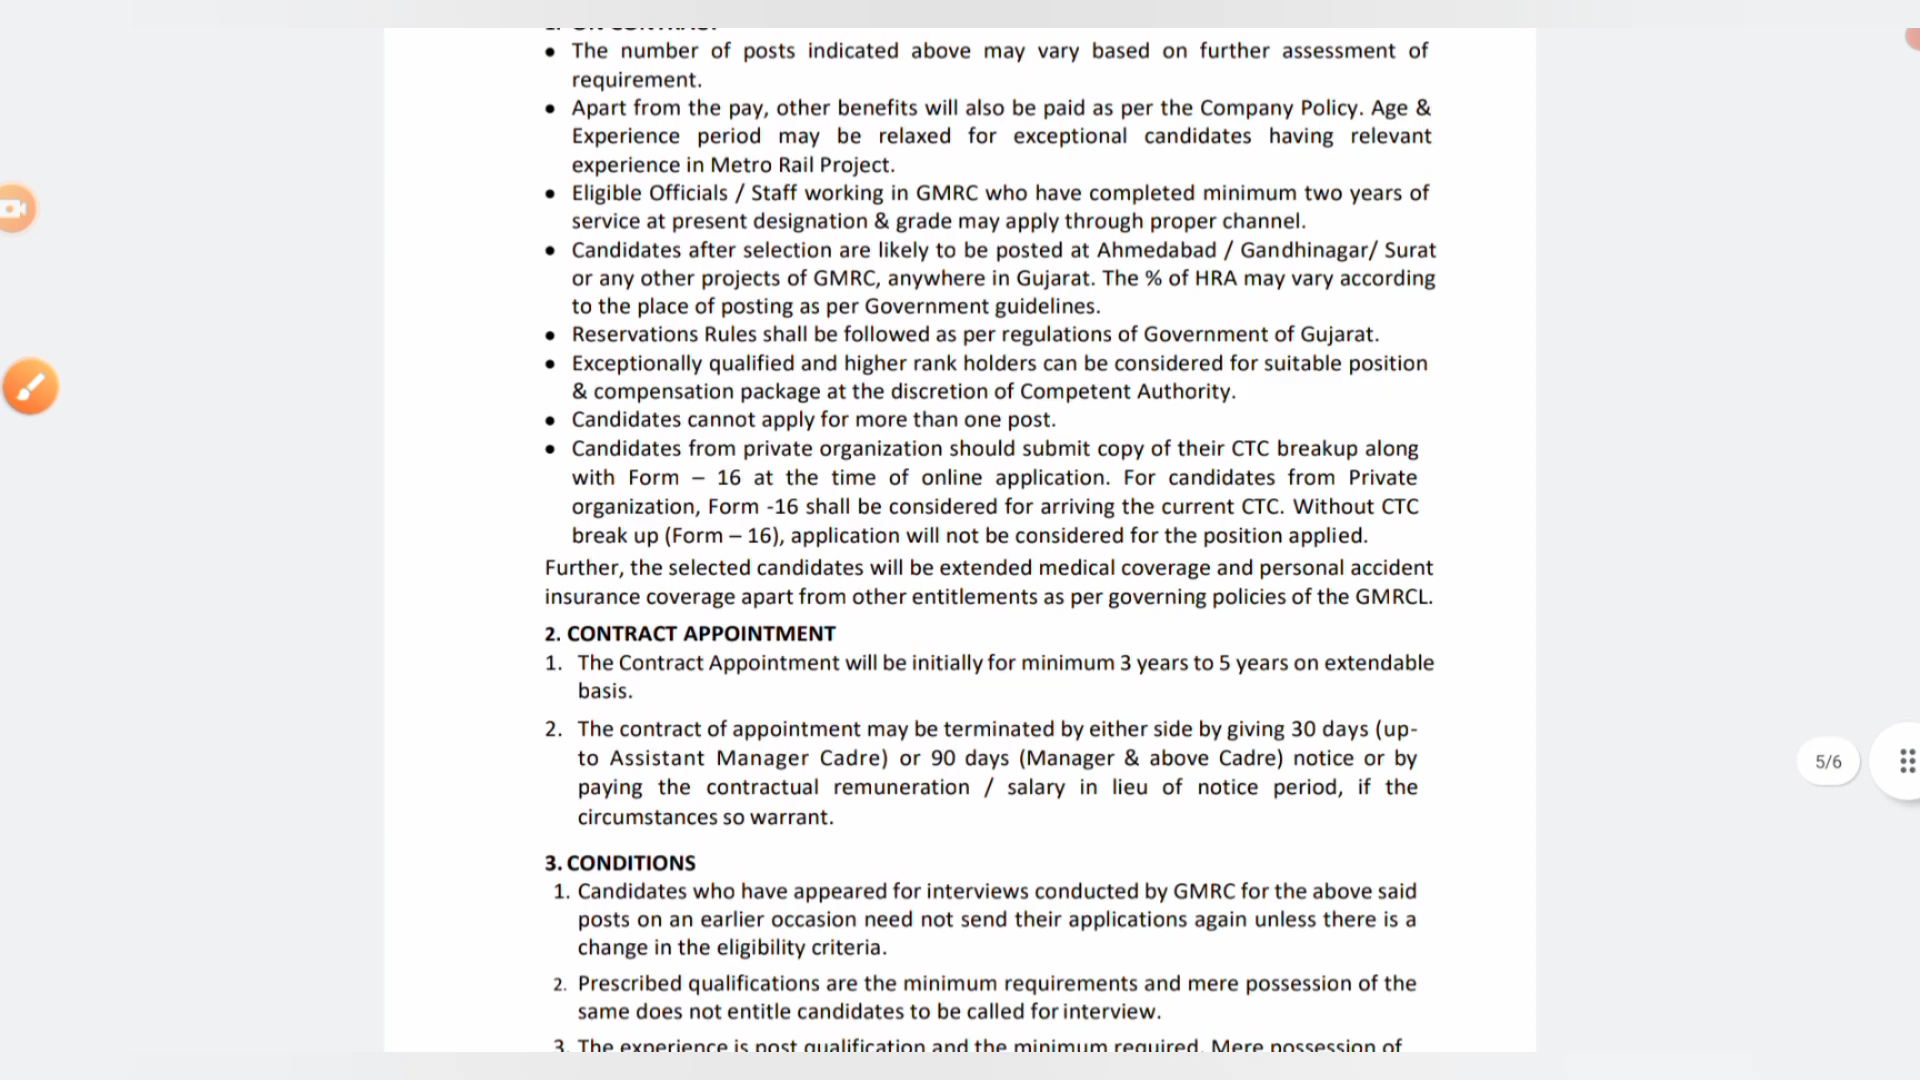 • The number of posts indicated above may vary based on further assessment of
requirement.
• Apart from the pay, other benefits will also be paid as per the Company Policy. Age &
Experience period may be relaxed for exceptional candidates having relevant
experience in Metro Rail Project.
• Eligible Officials / Staff working in GMRC who have completed minimum two years of
service at present designation & grade may apply through proper channel.
• Candidates after selection are likely to be posted at Ahmedabad / Gandhinagar/ Surat
or any other projects of GMRC, anywhere in Gujarat. The % of HRA may vary according
to the place of posting as per Government guidelines.
• Reservations Rules shall be followed as per regulations of Government of Gujarat.
• Exceptionally qualified and higher rank holders can be considered for suitable position
& compensation package at the discretion of Competent Authority.
• Candidates cannot apply for more than one post.
• Candidates from private organization should submit copy of their CTC breakup along
with Form – 16 at the time of online application. For candidates from Private
organization, Form -16 shall be considered for arriving the current CTC. Without CTC
break up (Form – 16), application will not be considered for the position applied.
Further, the selected candidates will be extended medical coverage and personal accident
insurance coverage apart from other entitlements as per governing policies of the GMRCL.
2. CONTRACT APPOINTMENT
1. The Contract Appointment will be initially for minimum 3 years to 5 years on extendable
basis.
2. The contract of appointment may be terminated by either side by giving 30 days (up-
to Assistant Manager Cadre) or 90 days (Manager & above Cadre) notice or by
paying the contractual remuneration / salary in lieu of notice period, if the
circumstances so warrant.
5/6
3. CONDITIONS
1. Candidates who have appeared for interviews conducted by GMRC for the above said
posts on an earlier occasion need not send their applications again unless there is a
change in the eligibility criteria.
2. Prescribed qualifications are the minimum requirements and mere possession of the
same does not entitle candidates to be called for interview.
3. The experience is post qualification and the minimum required. Mere possession of